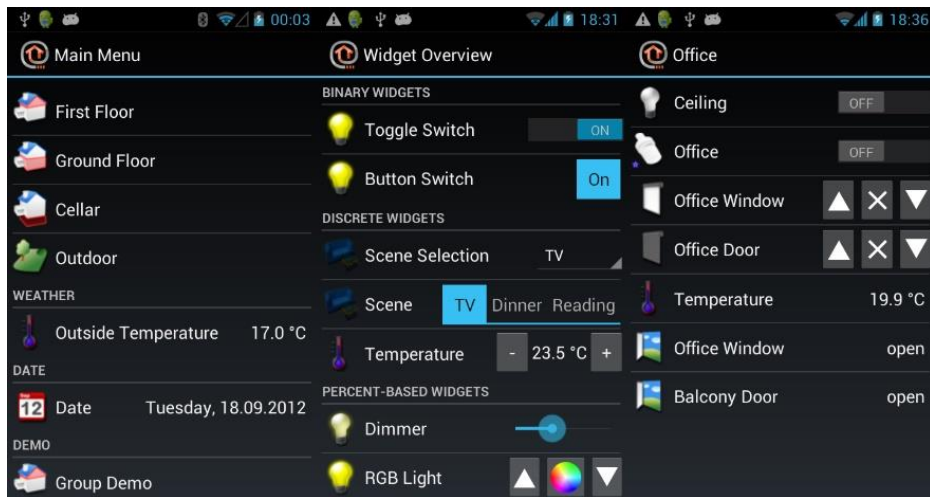 00:03
Main Menu
First Floor
Ground Floor
Cellar
Outdoor
WEATHER
Outside Temperature 17.0 °C
DATE
12 Date Tuesday, 18.09.2012
DEMO
Group Demo
18:31
Widget Overview
BINARY WIDGETS
Toggle Switch ON
Button Switch On
DISCRETE WIDGETS
Scene Selection TV
Scene TV Dinner Reading
Temperature - 23.5 °C +
PERCENT-BASED WIDGETS
Dimmer
RGB Light
18:36
Office
Ceiling OFF
Office OFF
Office Window
Office Door
Temperature 19.9 °C
Office Window open
Balcony Door open